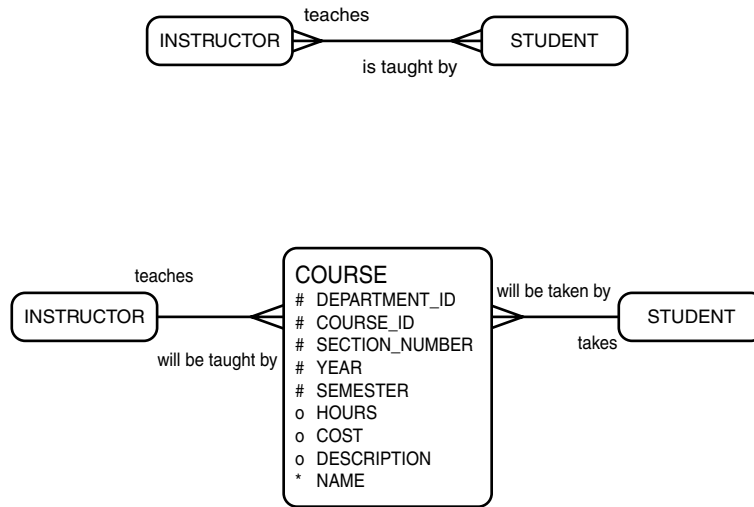 teaches
INSTRUCTOR
STUDENT
is taught by
teaches
INSTRUCTOR
will be taught by
COURSE
# DEPARTMENT_ID
# COURSE_ID
# SECTION_NUMBER
# YEAR
# SEMESTER
o HOURS
o COST
o DESCRIPTION
* NAME
will be taken by
STUDENT
takes